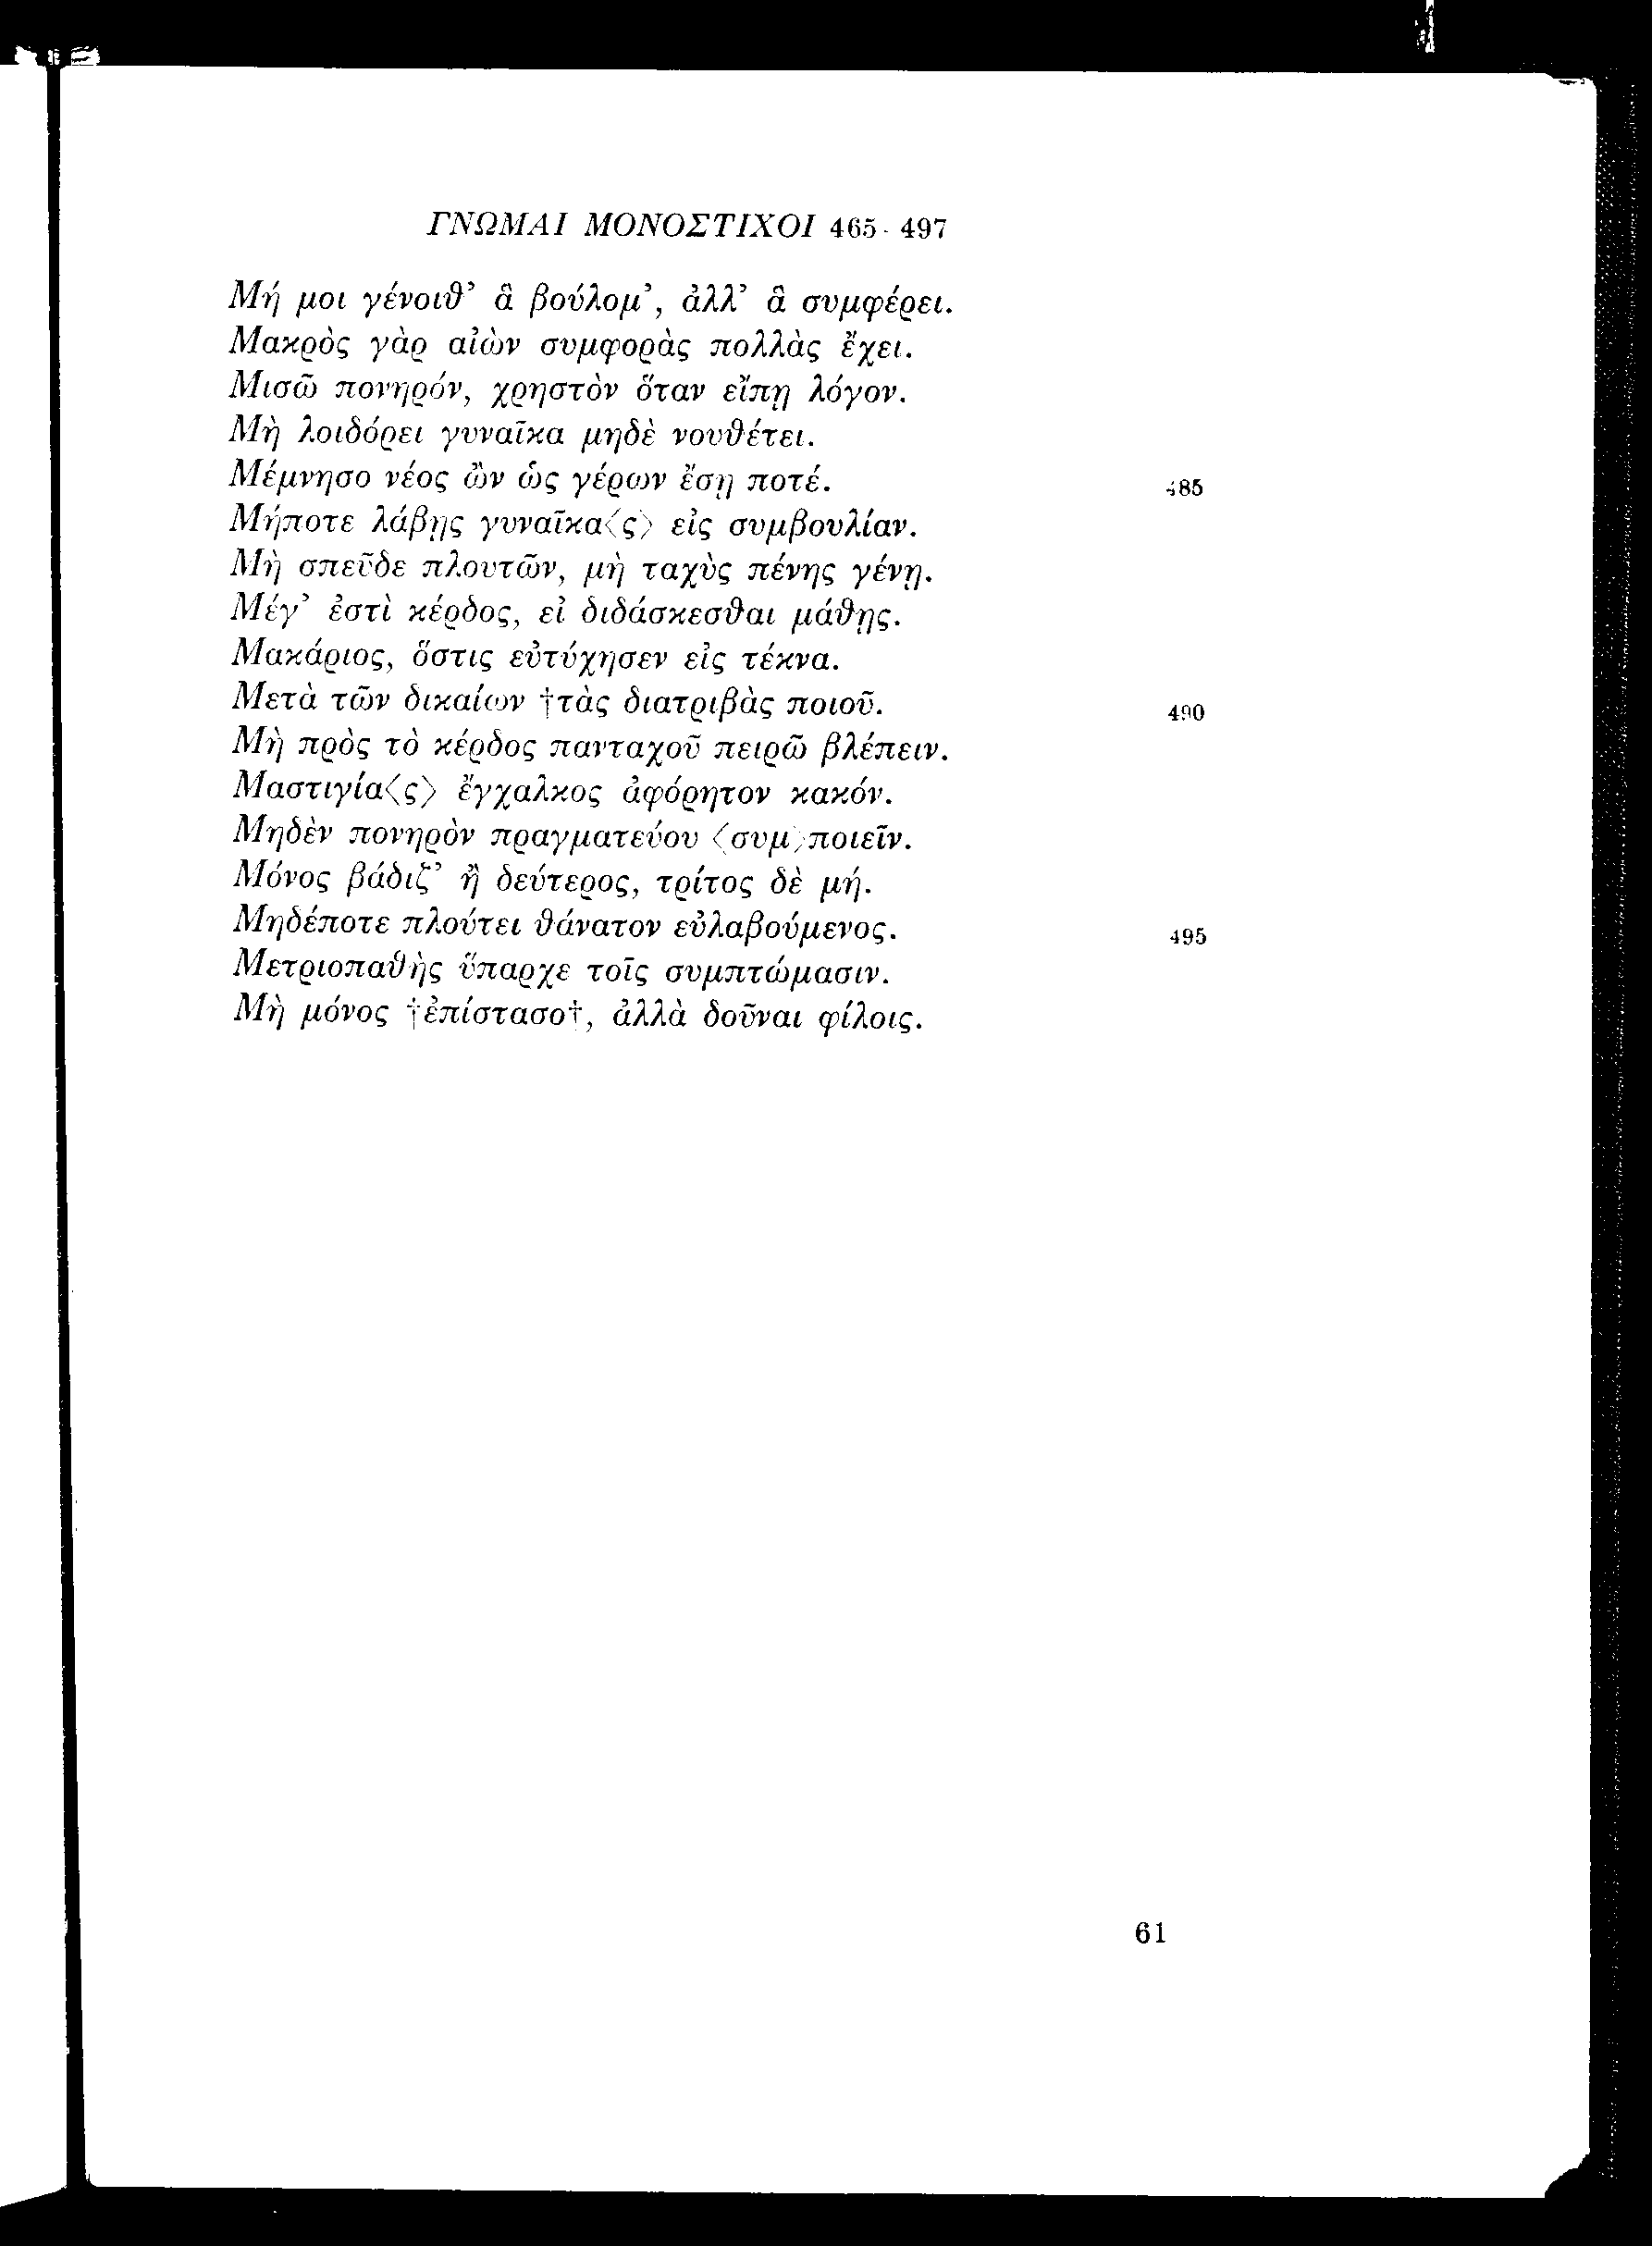 ΓΝΩΜΑΙ ΜΟΝΟΣΤΙΧΟΙ 465-497
Μή μοι γένοιθ’ ἃ βούλομ’, ἀλλ’ ἃ συμφέρει.
Μακρὸς γὰρ αἰὼν συμφορὰς πολλὰς ἔχει.
Μισῶ πονηρόν, χρηστὸν ὅταν εἴπῃ λόγον.
Μὴ λοιδόρει γυναῖκα μηδὲ νουθέτει.
Μέμνησο νέος ὢν ὡς γέρων ἔσῃ ποτέ. 485
Μήποτε λάβῃς γυναῖκα⟨ς⟩ εἰς συμβουλίαν.
Μὴ σπεῦδε πλουτῶν, μὴ ταχὺς πένης γένῃ.
Μέγ’ ἐστὶ κέρδος, εἰ διδάσκεσθαι μάθῃς.
Μακάριος, ὅστις εὐτύχησεν εἰς τέκνα.
Μετὰ τῶν δικαίων †τὰς διατριβὰς ποιοῦ. 490
Μὴ πρὸς τὸ κέρδος πανταχοῦ πειρῶ βλέπειν.
Μαστιγία⟨ς⟩ ἔγχαλκος ἀφόρητον κακόν.
Μηδὲν πονηρὸν πραγματεύου ⟨συμ⟩ποιεῖν.
Μόνος βάδιζ’ ἢ δεύτερος, τρίτος δὲ μή.
Μηδέποτε πλούτει θάνατον εὐλαβούμενος. 495
Μετριοπαθὴς ὕπαρχε τοῖς συμπτώμασιν.
Μὴ μόνος †ἐπίστασο†, ἀλλὰ δοῦναι φίλοις.
61